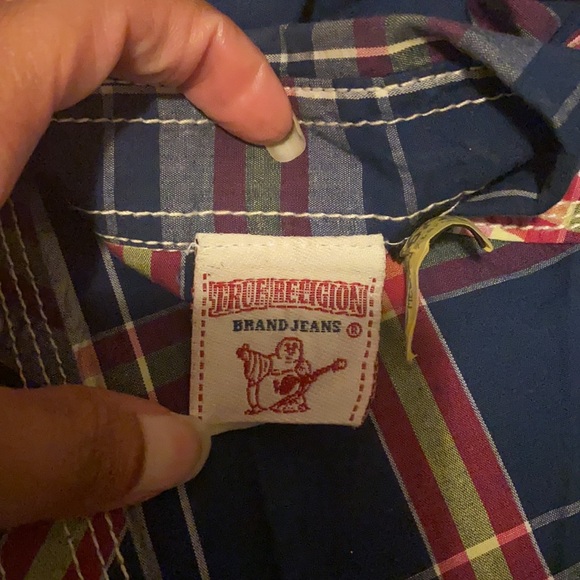 TRUE RELIGION
BRAND JEANS ®